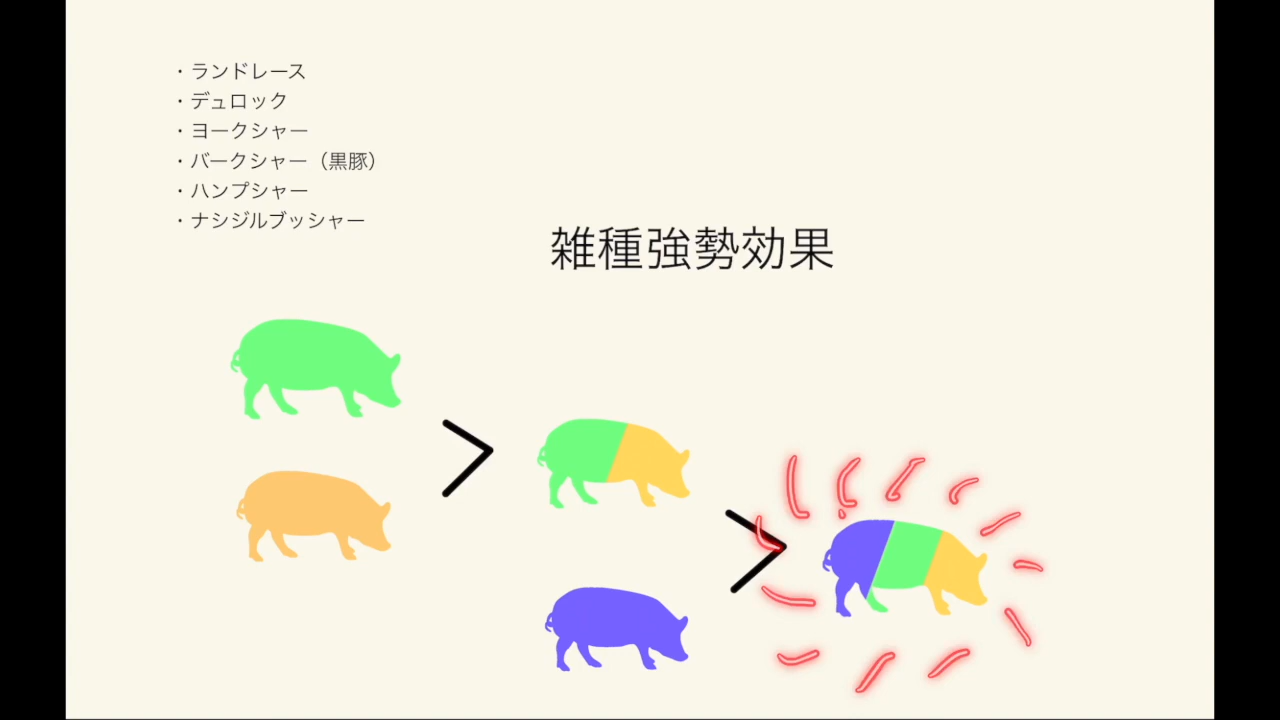 ・ランドレース
・デュロック
・ヨークシャー
・バークシャー（黒豚）
・ハンプシャー
・ナシジルブッシャー
雑種強勢効果